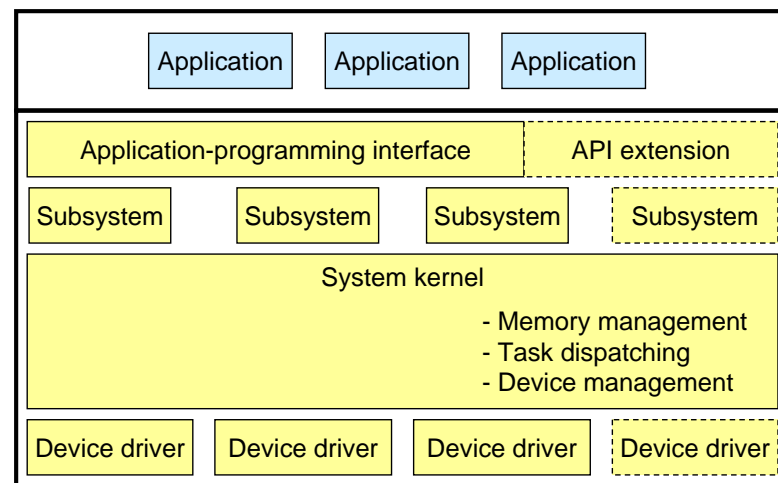 Application Application Application
Application-programming interface API extension
Subsystem Subsystem Subsystem Subsystem
System kernel
- Memory management
- Task dispatching
- Device management
Device driver Device driver Device driver Device driver